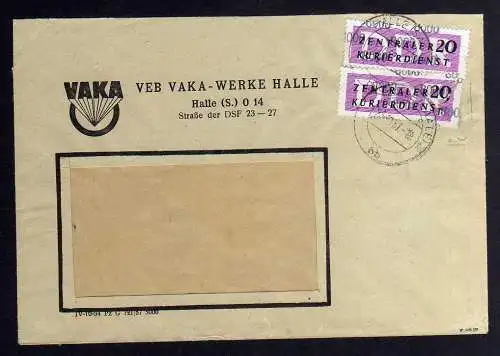 VAKA
VEB VAKA-WERKE HALLE
Halle (S.) O 14
Straße der DSF 23 — 27
ZENTRALER 20
KURIERDIENST
ZENTRALER 20
KURIERDIENST